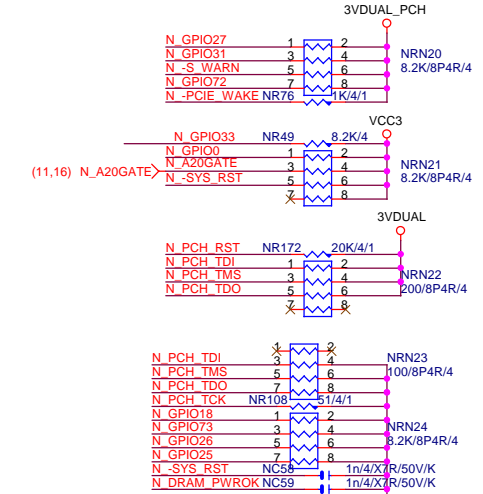 3VDUAL_PCH
N_GPIO27 1 2
N_GPIO31 3 4 NRN20
N_-S_WARN 5 6 8.2K/8P4R/4
N_GPIO72 7 8
N_-PCIE_WAKE NR76 1K/4/1
VCC3
N_GPIO33 NR49 8.2K/4
N_GPIO0 1 2
(11,16) N_A20GATE N_A20GATE 3 4 NRN21
N_-SYS_RST 5 6 8.2K/8P4R/4
7 8
3VDUAL
N_PCH_RST NR172 20K/4/1
N_PCH_TDI 1 2
N_PCH_TMS 3 4 NRN22
N_PCH_TDO 5 6 200/8P4R/4
7 8
1 2
N_PCH_TDI 3 4 NRN23
N_PCH_TMS 5 6 100/8P4R/4
N_PCH_TDO 7 8
N_PCH_TCK NR108 51/4/1
N_GPIO18 1 2
N_GPIO73 3 4 NRN24
N_GPIO26 5 6 8.2K/8P4R/4
N_GPIO25 7 8
N_-SYS_RST NC58 1n/4/X7R/50V/K
N_DRAM_PWROK NC59 1n/4/X7R/50V/K